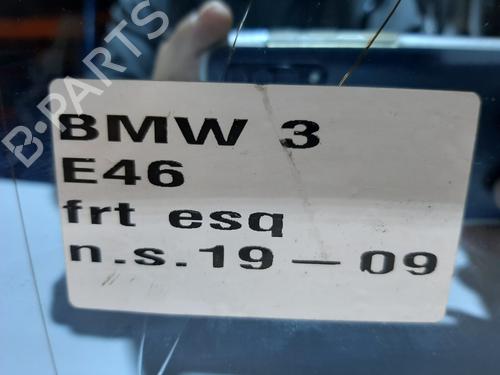 B-PARTS
BMW 3
E46
frt esq
n.s.19-09